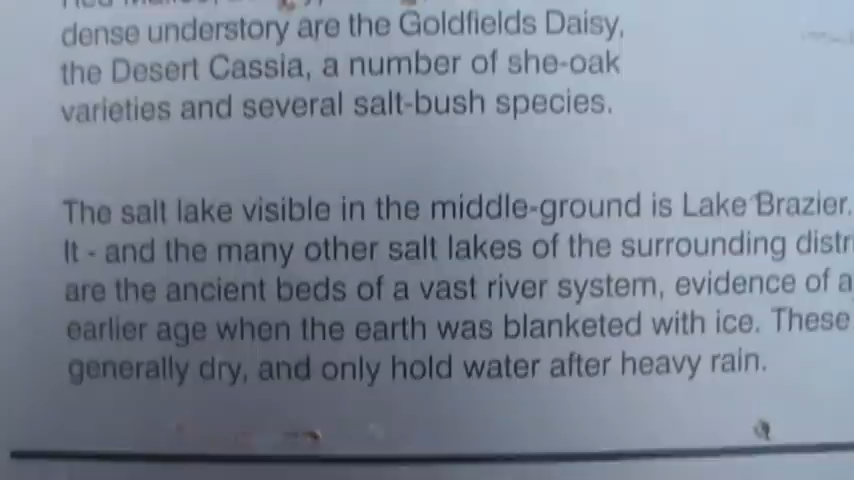 dense understory are the Goldfields Daisy,
the Desert Cassia, a number of she-oak
varieties and several salt-bush species.
The salt lake visible in the middle-ground is Lake Brazier.
It - and the many other salt lakes of the surrounding distr
are the ancient beds of a vast river system, evidence of a
earlier age when the earth was blanketed with ice. These
generally dry, and only hold water after heavy rain.